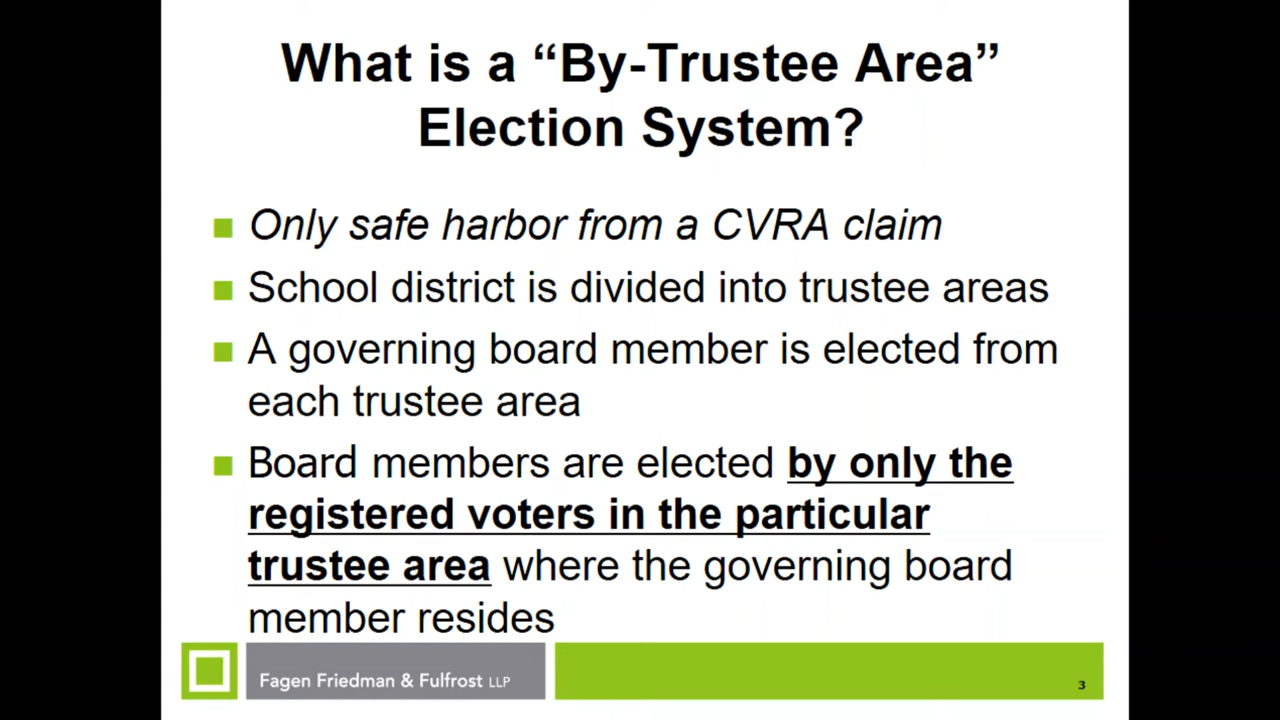 What is a “By-Trustee Area”
Election System?
Only safe harbor from a CVRA claim
School district is divided into trustee areas
A governing board member is elected from
each trustee area
Board members are elected by only the
registered voters in the particular
trustee area where the governing board
member resides
Fagen Friedman & Fulfrost LLP
3